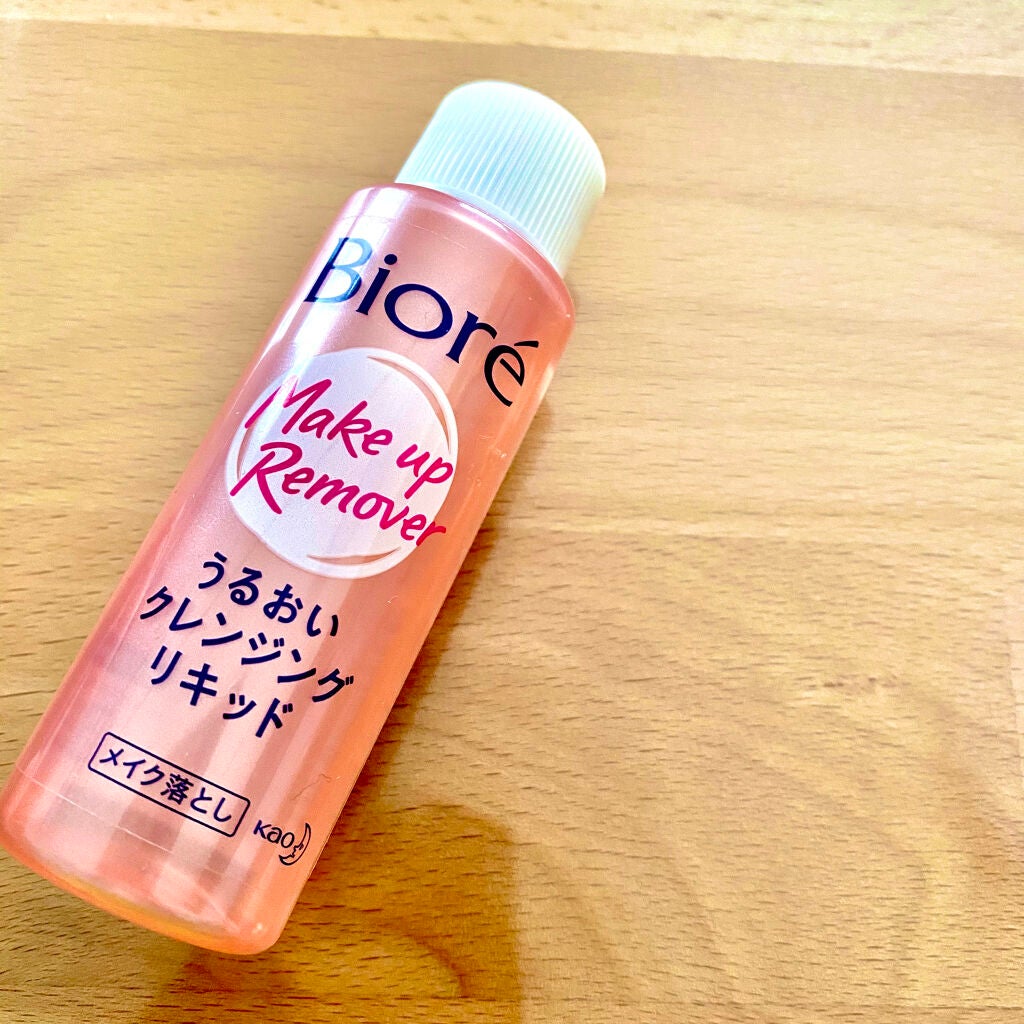 Bioré
Make up
Remover
うるおい
クレンジング
リキッド
メイク落とし
Kao